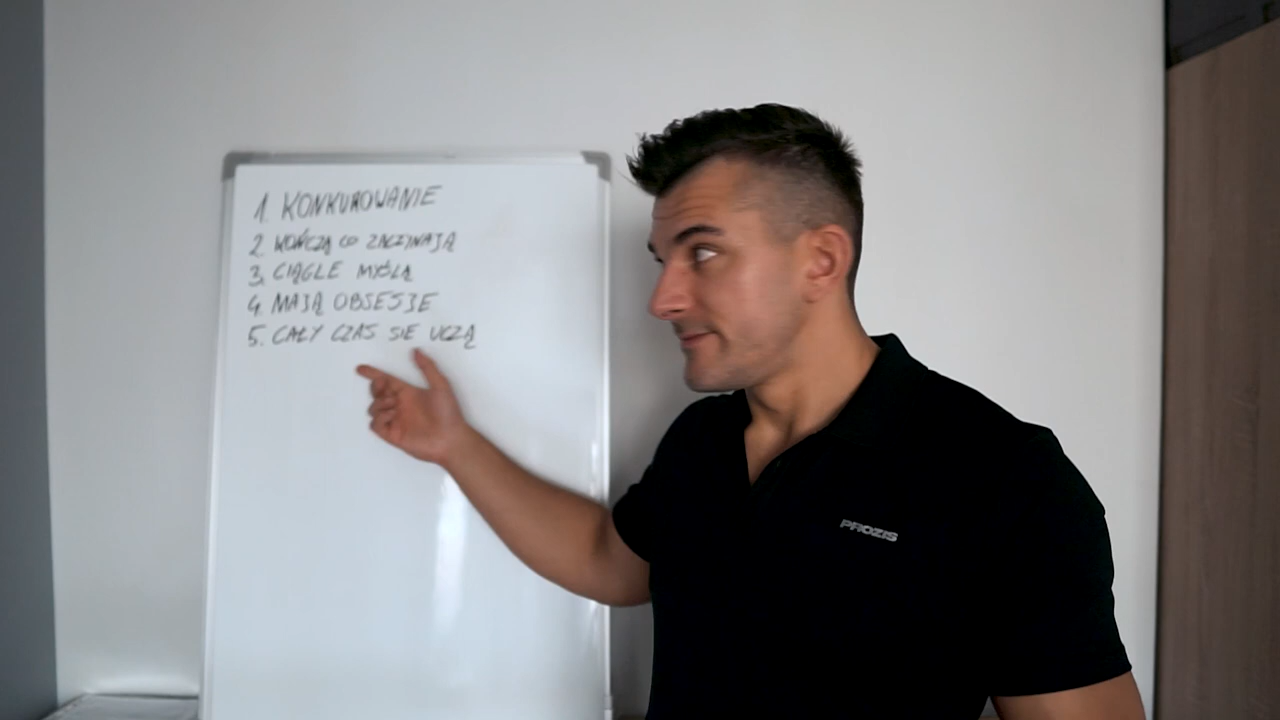 1. KONKUROWANIE
2. KOŃCZĄ CO ZACZYNAJĄ
3. CIĄGLE MYŚLĄ
4. MAJĄ OBSESJE
5. CAŁY CZAS SIĘ UCZĄ
PROZIS